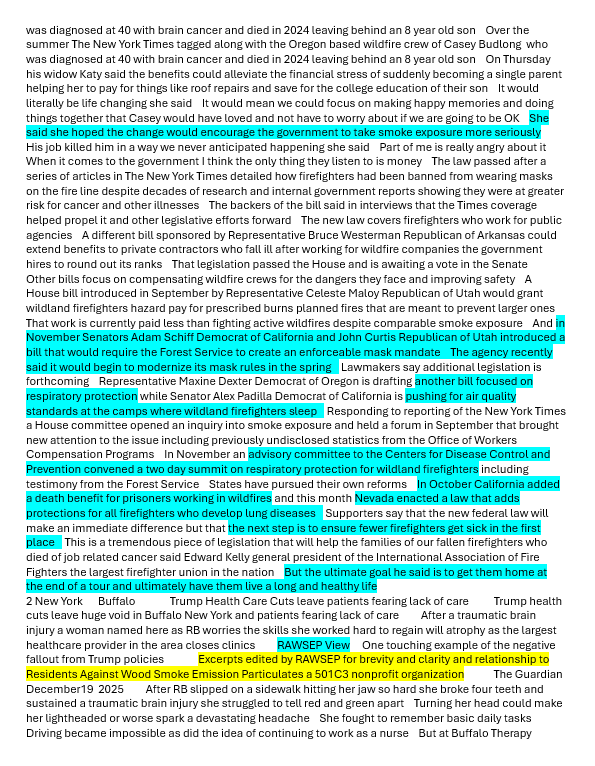 was diagnosed at 40 with brain cancer and died in 2024 leaving behind an 8 year old son Over the
summer The New York Times tagged along with the Oregon based wildfire crew of Casey Budlong who
was diagnosed at 40 with brain cancer and died in 2024 leaving behind an 8 year old son On Thursday
his widow Katy said the benefits could alleviate the financial stress of suddenly becoming a single parent
helping her to pay for things like roof repairs and save for the college education of their son It would
literally be life changing she said It would mean we could focus on making happy memories and doing
things together that Casey would have loved and not have to worry about if we are going to be OK She
said she hoped the change would encourage the government to take smoke exposure more seriously
His job killed him in a way we never anticipated happening she said Part of me is really angry about it
When it comes to the government I think the only thing they listen to is money The law passed after a
series of articles in The New York Times detailed how firefighters had been banned from wearing masks
on the fire line despite decades of research and internal government reports showing they were at greater
risk for cancer and other illnesses The backers of the bill said in interviews that the Times coverage
helped propel it and other legislative efforts forward The new law covers firefighters who work for public
agencies A different bill sponsored by Representative Bruce Westerman Republican of Arkansas could
extend benefits to private contractors who fall ill after working for wildfire companies the government
hires to round out its ranks That legislation passed the House and is awaiting a vote in the Senate
Other bills focus on compensating wildfire crews for the dangers they face and improving safety A
House bill introduced in September by Representative Celeste Maloy Republican of Utah would grant
wildland firefighters hazard pay for prescribed burns planned fires that are meant to prevent larger ones
That work is currently paid less than fighting active wildfires despite comparable smoke exposure And in
November Senators Adam Schiff Democrat of California and John Curtis Republican of Utah introduced a
bill that would require the Forest Service to create an enforceable mask mandate The agency recently
said it would begin to modernize its mask rules in the spring Lawmakers say additional legislation is
forthcoming Representative Maxine Dexter Democrat of Oregon is drafting another bill focused on
respiratory protection while Senator Alex Padilla Democrat of California is pushing for air quality
standards at the camps where wildland firefighters sleep Responding to reporting of the New York Times
a House committee opened an inquiry into smoke exposure and held a forum in September that brought
new attention to the issue including previously undisclosed statistics from the Office of Workers
Compensation Programs In November an advisory committee to the Centers for Disease Control and
Prevention convened a two day summit on respiratory protection for wildland firefighters including
testimony from the Forest Service States have pursued their own reforms In October California added
a death benefit for prisoners working in wildfires and this month Nevada enacted a law that adds
protections for all firefighters who develop lung diseases Supporters say that the new federal law will
make an immediate difference but that the next step is to ensure fewer firefighters get sick in the first
place This is a tremendous piece of legislation that will help the families of our fallen firefighters who
died of job related cancer said Edward Kelly general president of the International Association of Fire
Fighters the largest firefighter union in the nation But the ultimate goal he said is to get them home at
the end of a tour and ultimately have them live a long and healthy life
2 New York Buffalo Trump Health Care Cuts leave patients fearing lack of care Trump health
cuts leave huge void in Buffalo New York and patients fearing lack of care After a traumatic brain
injury a woman named here as RB worries the skills she worked hard to regain will atrophy as the largest
healthcare provider in the area closes clinics RAWSEP View One touching example of the negative
fallout from Trump policies Excerpts edited by RAWSEP for brevity and clarity and relationship to
Residents Against Wood Smoke Emission Particulates a 501C3 nonprofit organization The Guardian
December19 2025 After RB slipped on a sidewalk hitting her jaw so hard she broke four teeth and
sustained a traumatic brain injury she struggled to tell red and green apart Turning her head could make
her lightheaded or worse spark a devastating headache She fought to remember basic daily tasks
Driving became impossible as did the idea of continuing to work as a nurse But at Buffalo Therapy